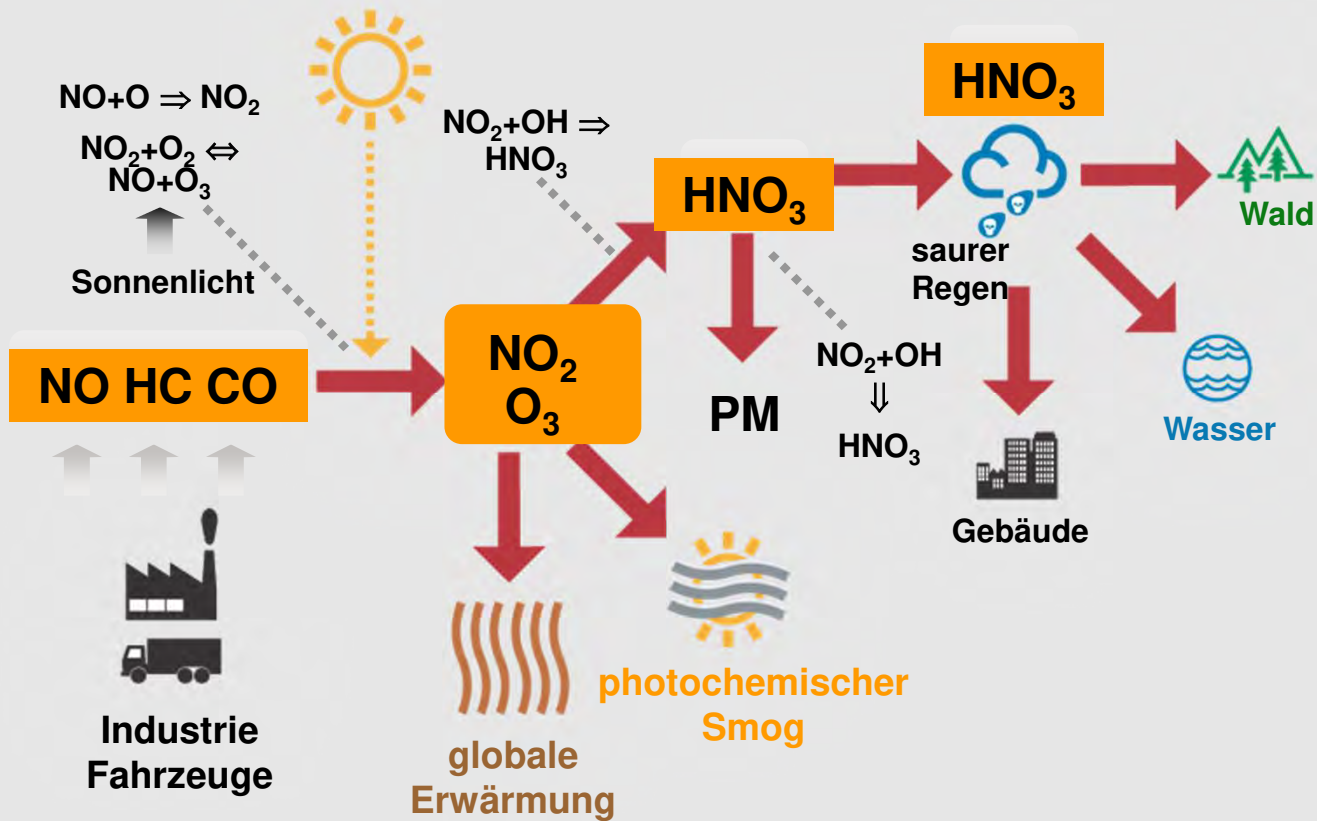 NO+O ⇒ NO₂
NO₂+O₂ ⇔
NO+O₃
Sonnenlicht
NO HC CO
Industrie
Fahrzeuge
NO₂
O₃
globale
Erwärmung
photochemischer
Smog
NO₂+OH ⇒
HNO₃
HNO₃
PM
NO₂+OH
⇓
HNO₃
HNO₃
saurer
Regen
Wald
Wasser
Gebäude